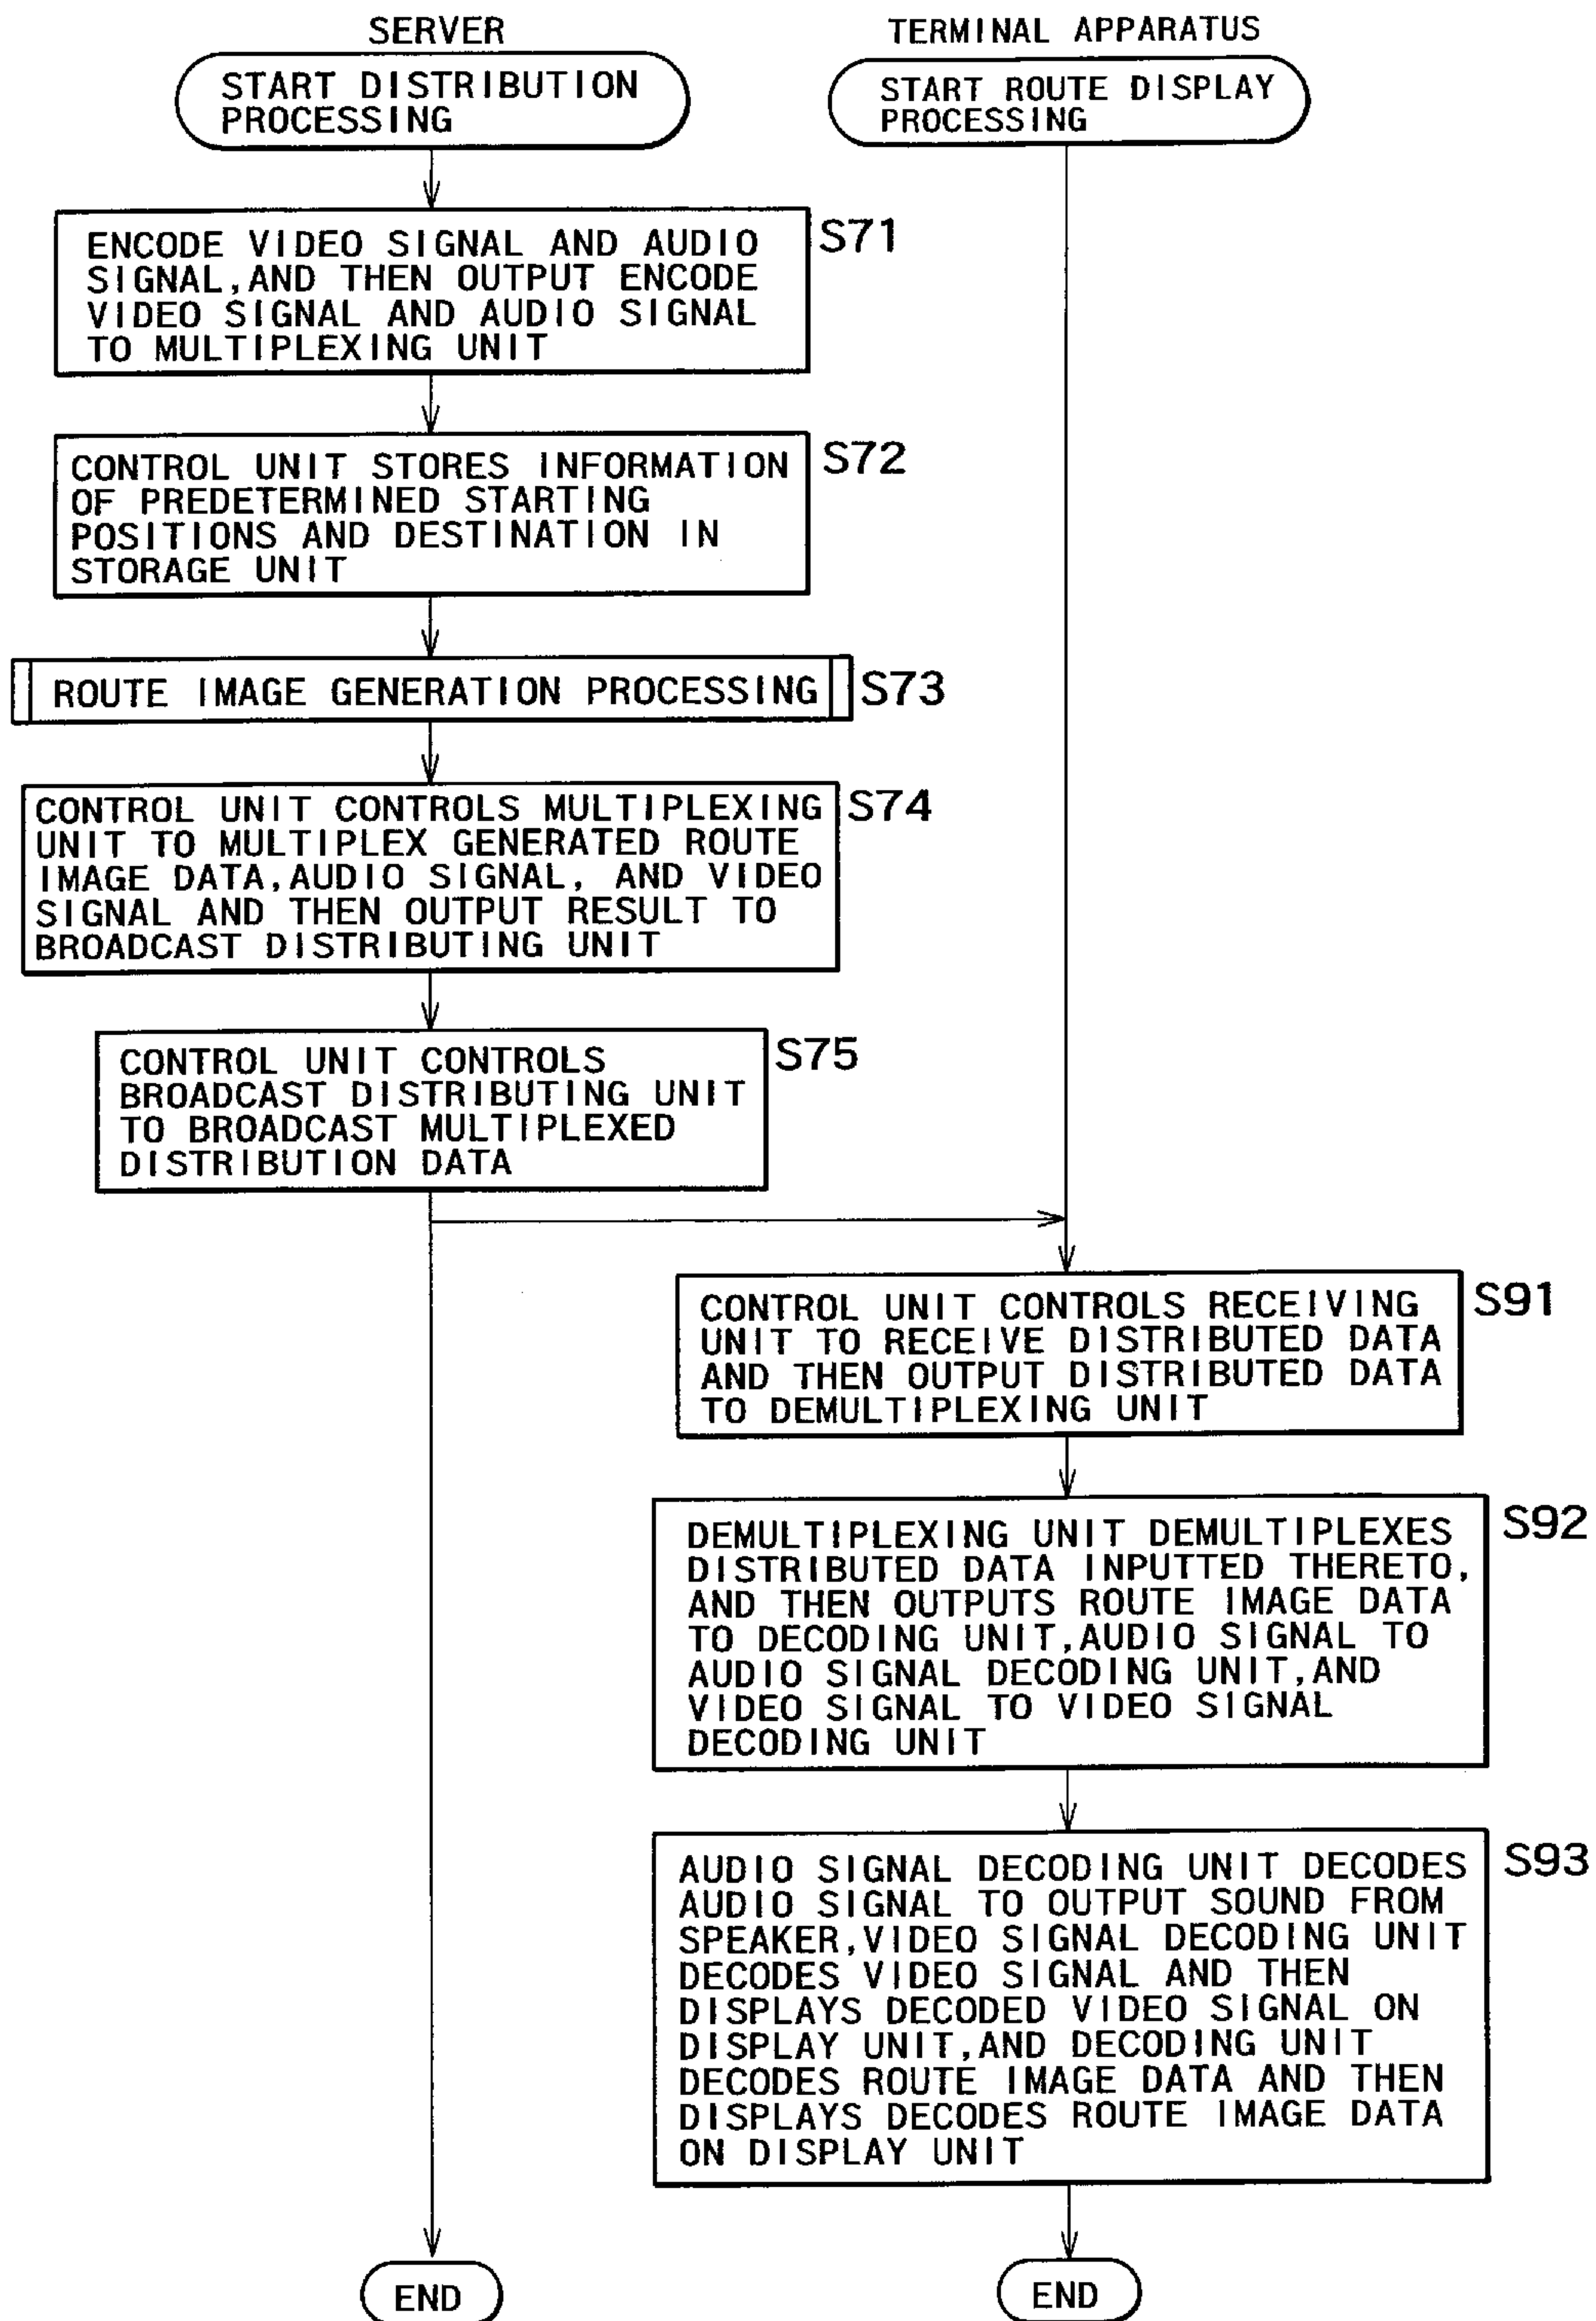 SERVER
START DISTRIBUTION
PROCESSING
ENCODE VIDEO SIGNAL AND AUDIO
SIGNAL,AND THEN OUTPUT ENCODE
VIDEO SIGNAL AND AUDIO SIGNAL
TO MULTIPLEXING UNIT
S71
CONTROL UNIT STORES INFORMATION
OF PREDETERMINED STARTING
POSITIONS AND DESTINATION IN
STORAGE UNIT
S72
ROUTE IMAGE GENERATION PROCESSING
S73
CONTROL UNIT CONTROLS MULTIPLEXING
UNIT TO MULTIPLEX GENERATED ROUTE
IMAGE DATA,AUDIO SIGNAL, AND VIDEO
SIGNAL AND THEN OUTPUT RESULT TO
BROADCAST DISTRIBUTING UNIT
S74
CONTROL UNIT CONTROLS
BROADCAST DISTRIBUTING UNIT
TO BROADCAST MULTIPLEXED
DISTRIBUTION DATA
S75
END
TERMINAL APPARATUS
START ROUTE DISPLAY
PROCESSING
CONTROL UNIT CONTROLS RECEIVING
UNIT TO RECEIVE DISTRIBUTED DATA
AND THEN OUTPUT DISTRIBUTED DATA
TO DEMULTIPLEXING UNIT
S91
DEMULTIPLEXING UNIT DEMULTIPLEXES
DISTRIBUTED DATA INPUTTED THERETO,
AND THEN OUTPUTS ROUTE IMAGE DATA
TO DECODING UNIT,AUDIO SIGNAL TO
AUDIO SIGNAL DECODING UNIT,AND
VIDEO SIGNAL TO VIDEO SIGNAL
DECODING UNIT
S92
AUDIO SIGNAL DECODING UNIT DECODES
AUDIO SIGNAL TO OUTPUT SOUND FROM
SPEAKER,VIDEO SIGNAL DECODING UNIT
DECODES VIDEO SIGNAL AND THEN
DISPLAYS DECODED VIDEO SIGNAL ON
DISPLAY UNIT,AND DECODING UNIT
DECODES ROUTE IMAGE DATA AND THEN
DISPLAYS DECODES ROUTE IMAGE DATA
ON DISPLAY UNIT
S93
END